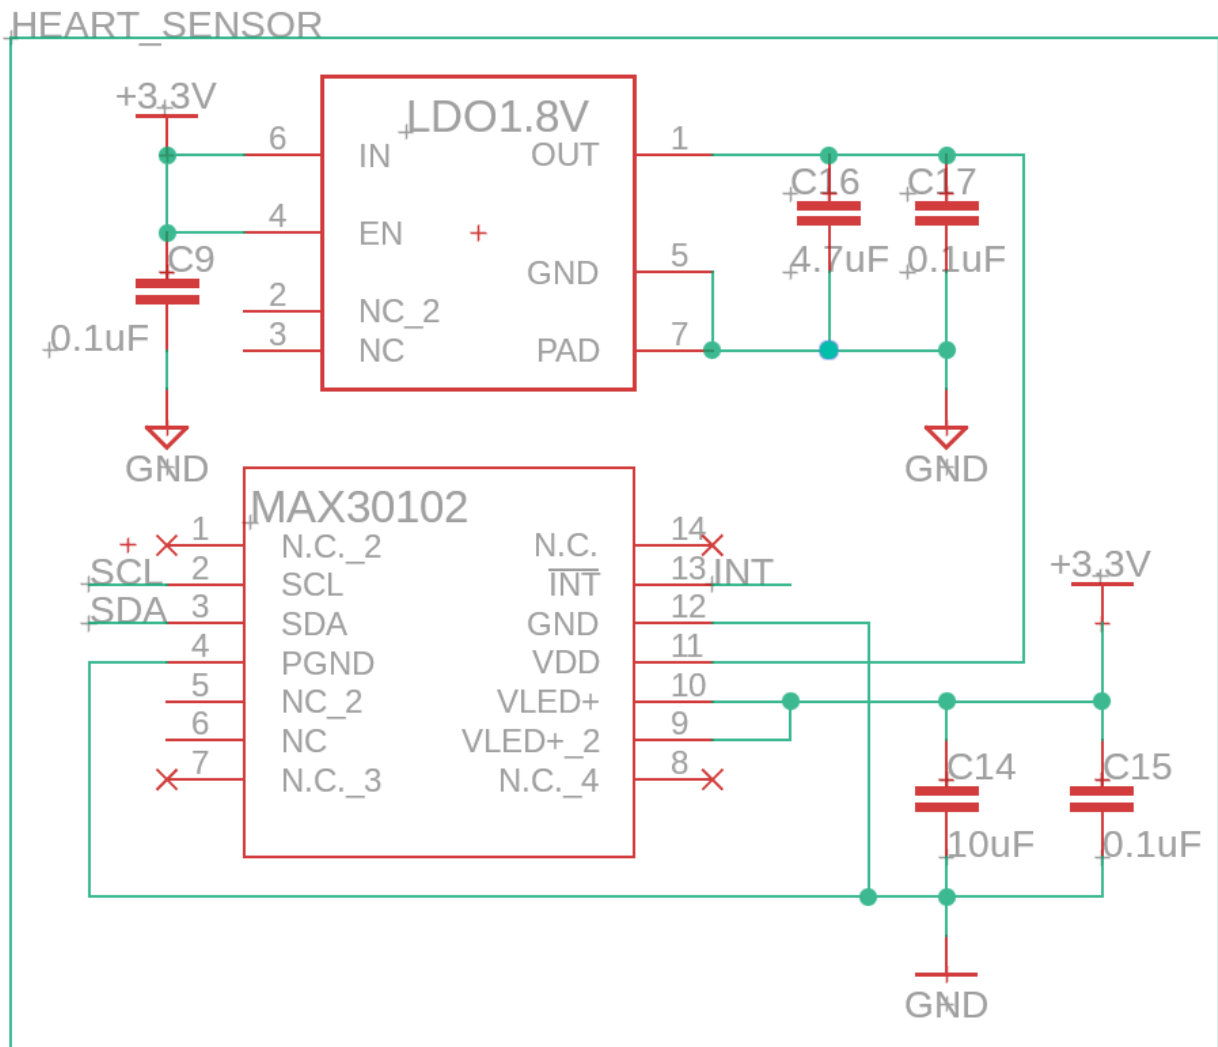 HEART_SENSOR
+3.3V
LDO1.8V
6 IN OUT 1
C16 C17
4 EN
C9 4.7uF 0.1uF
GND 5
2 NC_2
0.1uF 3 NC PAD 7
GND GND
MAX30102
1 N.C._2 N.C. 14
SCL 2 SCL INT 13 INT
+3.3V
SDA 3 SDA GND 12
4 PGND VDD 11
5 NC_2 VLED+ 10
6 NC VLED+_2 9
7 N.C._3 N.C._4 8
C14 C15
10uF 0.1uF
GND